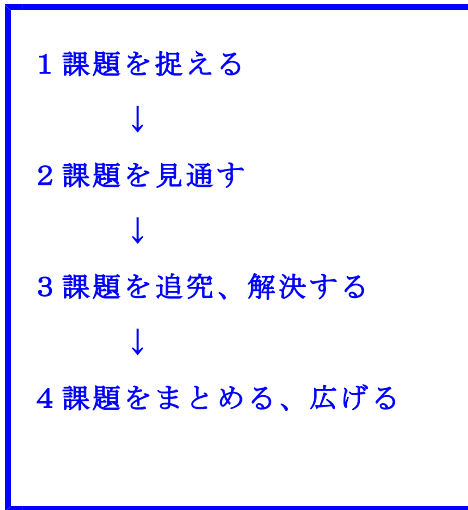 １課題を捉える
↓
２課題を見通す
↓
３課題を追究、解決する
↓
４課題をまとめる、広げる